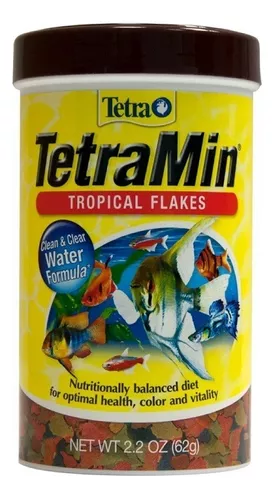 Tetra
TetraMin®
TROPICAL FLAKES
Clean & Clear
Water
Formula*
Nutritionally balanced diet
for optimal health, color and vitality
NET WT 2.2 OZ (62g)